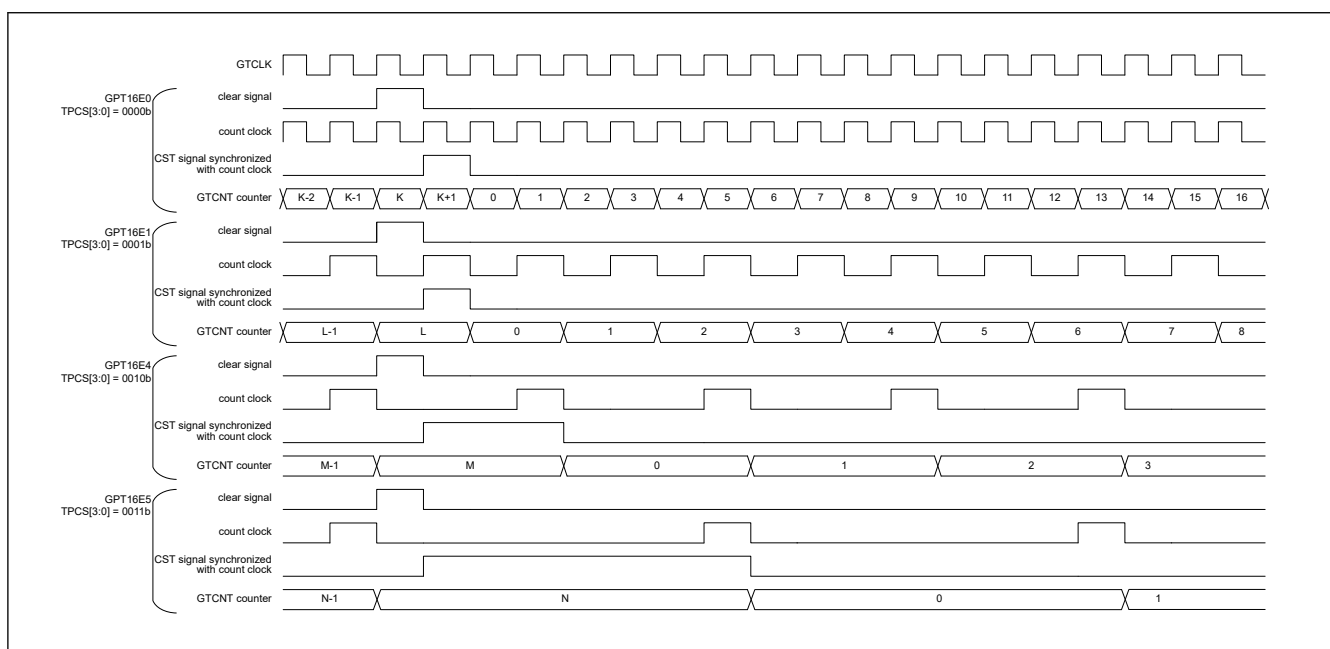 GTCLK
GPT16E0
TPCS[3:0] = 0000b
clear signal
count clock
CST signal synchronized
with count clock
GTCNT counter
K-2 K-1 K K+1 0 1 2 3 4 5 6 7 8 9 10 11 12 13 14 15 16
GPT16E1
TPCS[3:0] = 0001b
clear signal
count clock
CST signal synchronized
with count clock
GTCNT counter
L-1 L 0 1 2 3 4 5 6 7 8
GPT16E4
TPCS[3:0] = 0010b
clear signal
count clock
CST signal synchronized
with count clock
GTCNT counter
M-1 M 0 1 2 3
GPT16E5
TPCS[3:0] = 0011b
clear signal
count clock
CST signal synchronized
with count clock
GTCNT counter
N-1 N 0 1